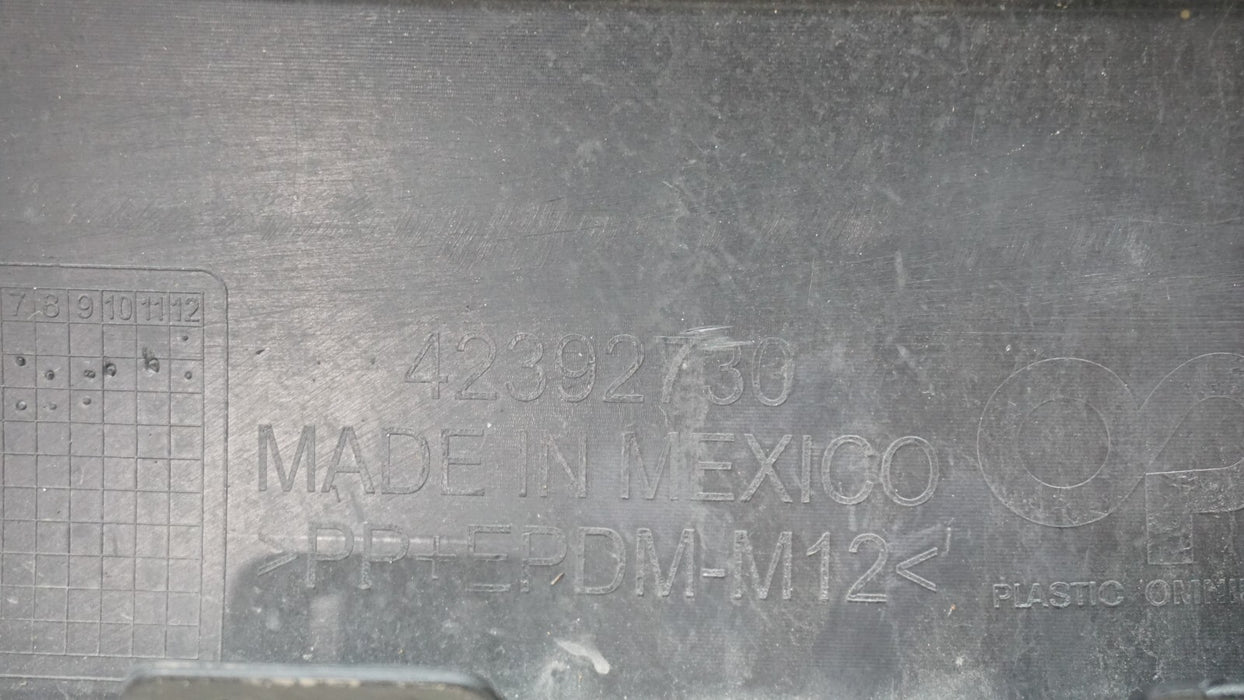 7 8 9 10 11 12
42392730
MADE IN MEXICO
>PP+EPDM-M12<
PLASTIC